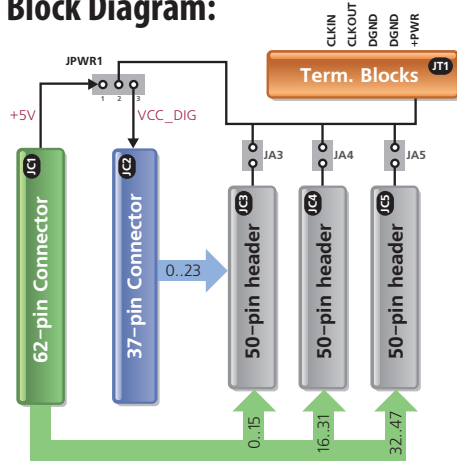 Block Diagram:
CLKIN
CLKOUT
DGND
DGND
+PWR
JPWR1
1 2 3
Term. Blocks
JT1
+5V
VCC_DIG
JA3
JA4
JA5
JC1
62-pin Connector
JC2
37-pin Connector
0..23
JC3
50-pin header
JC4
50-pin header
JC5
50-pin header
0..15
16..31
32..47